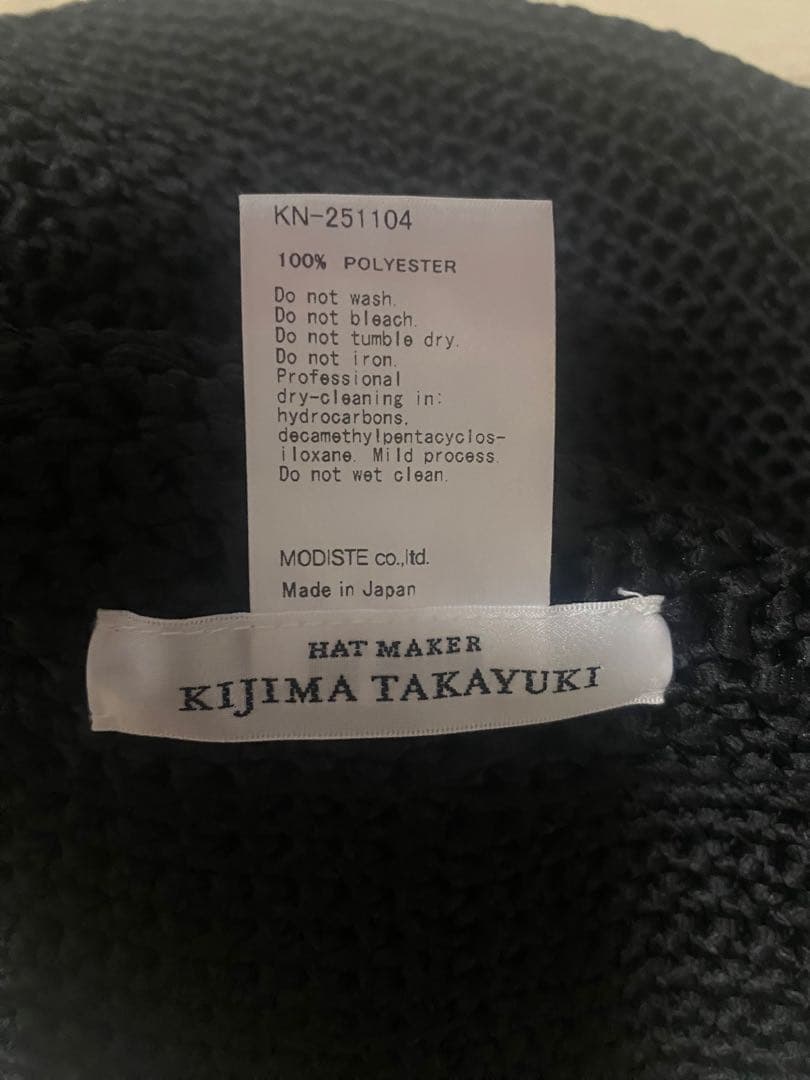 KN-251104
100% POLYESTER
Do not wash.
Do not bleach.
Do not tumble dry.
Do not iron.
Professional
dry-cleaning in:
hydrocarbons,
decamethylpentacyclos-
iloxane. Mild process.
Do not wet clean.
MODISTE co.,ltd.
Made in Japan
HAT MAKER
KIJIMA TAKAYUKI